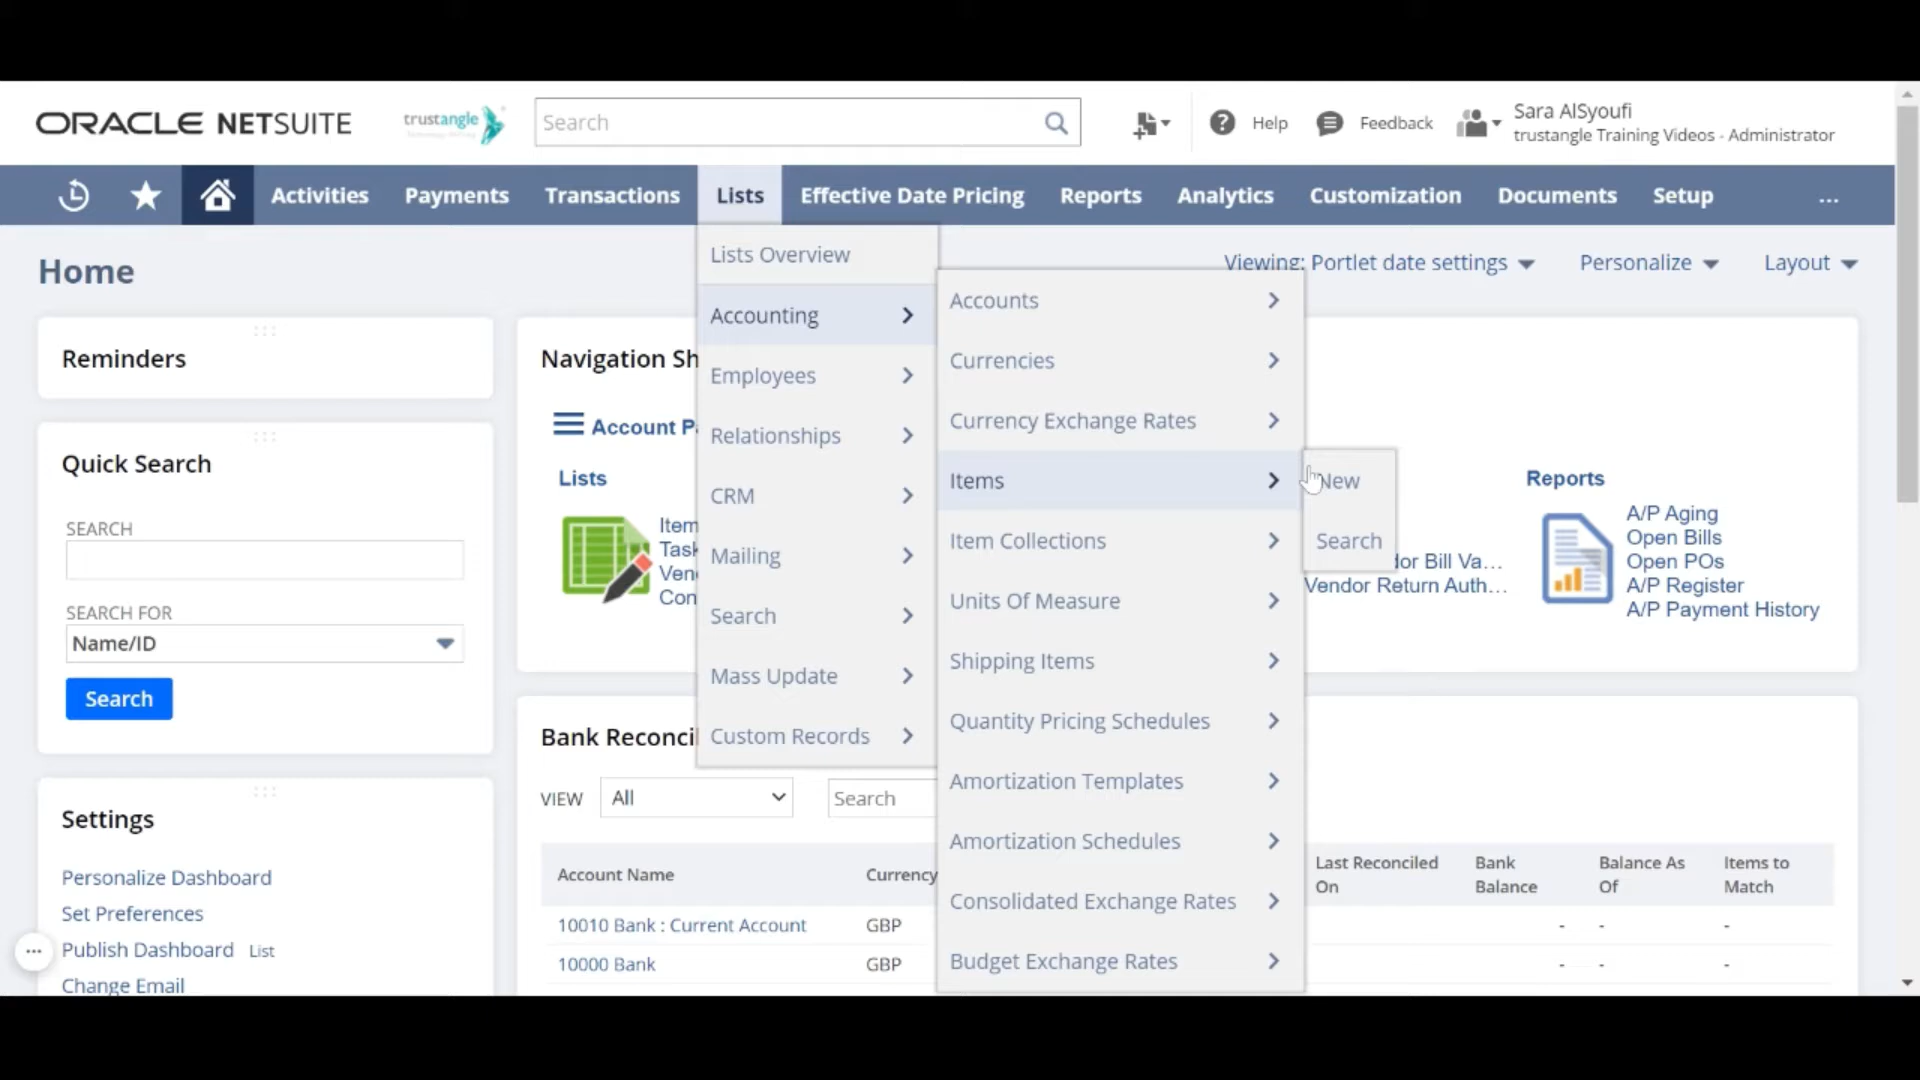 ORACLE NETSUITE
trustangle
Search
Help
Feedback
Sara AlSyoufi
trustangle Training Videos - Administrator
Activities
Payments
Transactions
Lists
Effective Date Pricing
Reports
Analytics
Customization
Documents
Setup
...
Home
Viewing: Portlet date settings
Personalize
Layout
Lists Overview
Accounting
Employees
Relationships
CRM
Mailing
Search
Mass Update
Custom Records
Accounts
Currencies
Currency Exchange Rates
Items
Item Collections
Units Of Measure
Shipping Items
Quantity Pricing Schedules
Amortization Templates
Amortization Schedules
Consolidated Exchange Rates
Budget Exchange Rates
New
Search
Reminders
Quick Search
SEARCH
SEARCH FOR
Name/ID
Search
Settings
Personalize Dashboard
Set Preferences
Publish Dashboard List
Change Email
Navigation Sh
Account P
Lists
Item
Task
Ven
Con
dor Bill Va...
Vendor Return Auth...
Reports
A/P Aging
Open Bills
Open POs
A/P Register
A/P Payment History
Bank Reconci
VIEW
All
Search
Account Name
Currency
Last Reconciled On
Bank Balance
Balance As Of
Items to Match
10010 Bank : Current Account
GBP
- - -
10000 Bank
GBP
- - -